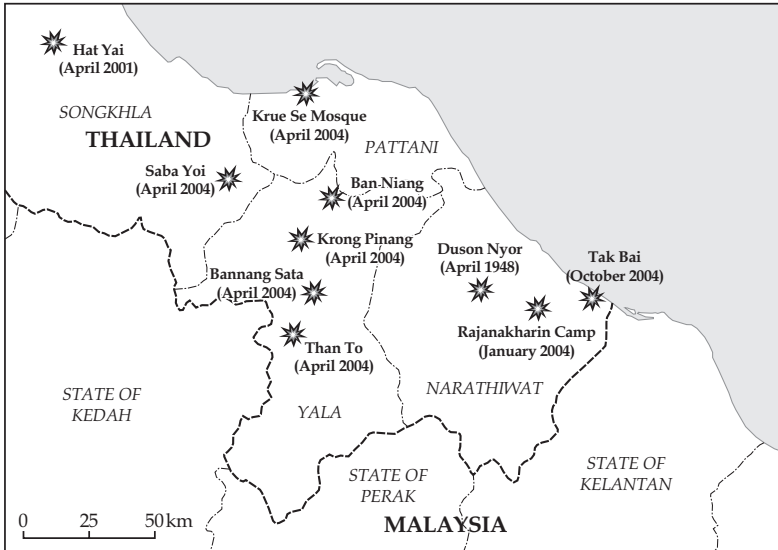 Hat Yai
(April 2001)
SONGKHLA
THAILAND
Krue Se Mosque
(April 2004)
PATTANI
Saba Yoi
(April 2004)
Ban-Niang
(April 2004)
Krong Pinang
(April 2004)
Duson Nyor
(April 1948)
Tak Bai
(October 2004)
Bannang Sata
(April 2004)
Rajanakharin Camp
(January 2004)
Than To
(April 2004)
STATE OF
KEDAH
YALA
NARATHIWAT
STATE OF
PERAK
STATE OF
KELANTAN
MALAYSIA
0 25 50 km